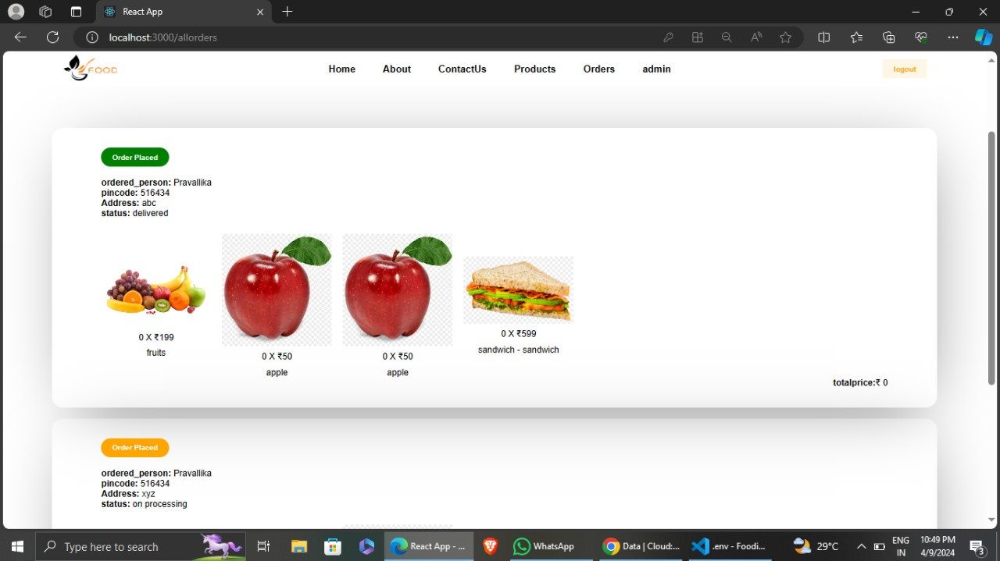 React App
localhost:3000/allorders
FOOD
Home
About
ContactUs
Products
Orders
admin
logout
Order Placed
ordered_person: Pravallika
pincode: 516434
Address: abc
status: delivered
0 X ₹199
fruits
0 X ₹50
apple
0 X ₹50
apple
0 X ₹599
sandwich - sandwich
totalprice:₹ 0
Order Placed
ordered_person: Pravallika
pincode: 516434
Address: xyz
status: on processing
Type here to search
React App - ...
WhatsApp
Data | Cloud:...
.env - Foodi...
29°C
ENG
IN
10:49 PM
4/9/2024
3